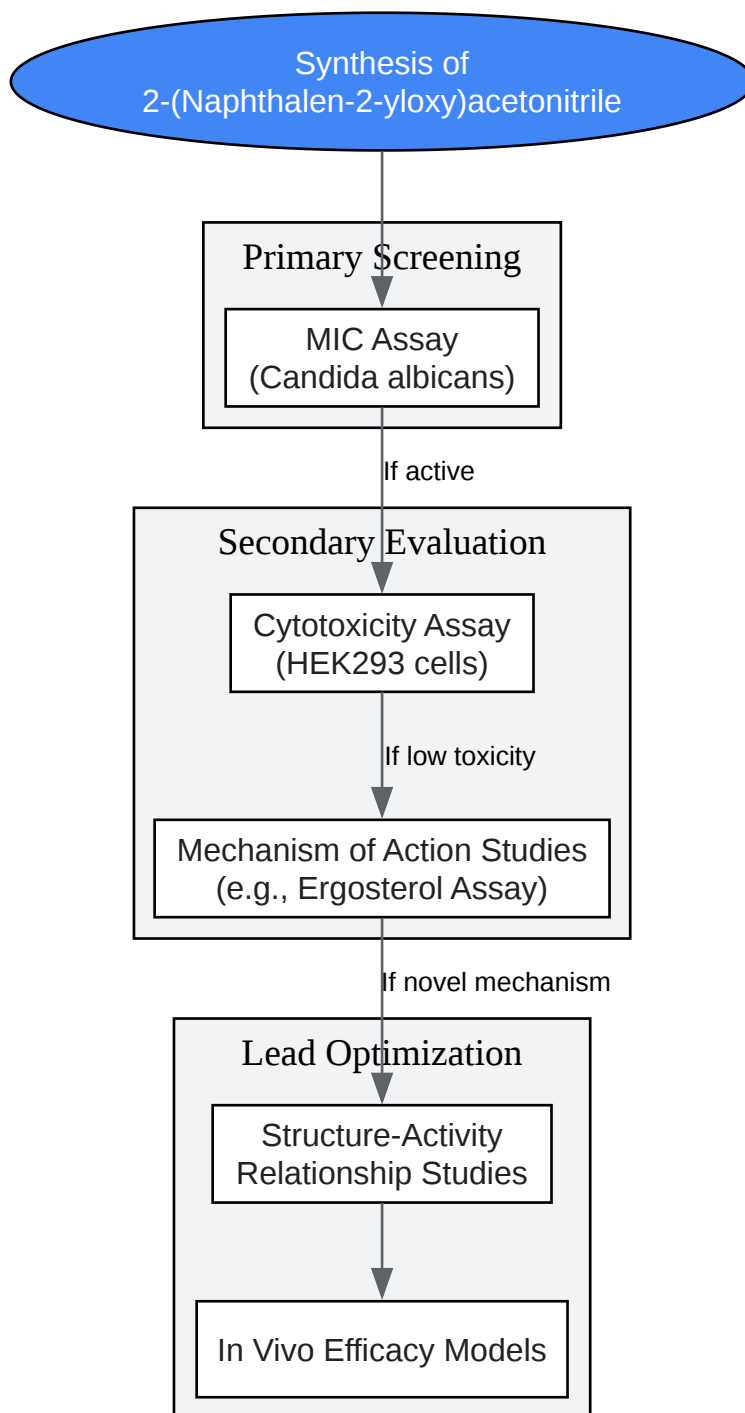 Synthesis of
2-(Naphthalen-2-yloxy)acetonitrile
Primary Screening
MIC Assay
(Candida albicans)
If active
Secondary Evaluation
Cytotoxicity Assay
(HEK293 cells)
If low toxicity
Mechanism of Action Studies
(e.g., Ergosterol Assay)
If novel mechanism
Lead Optimization
Structure-Activity
Relationship Studies
In Vivo Efficacy Models